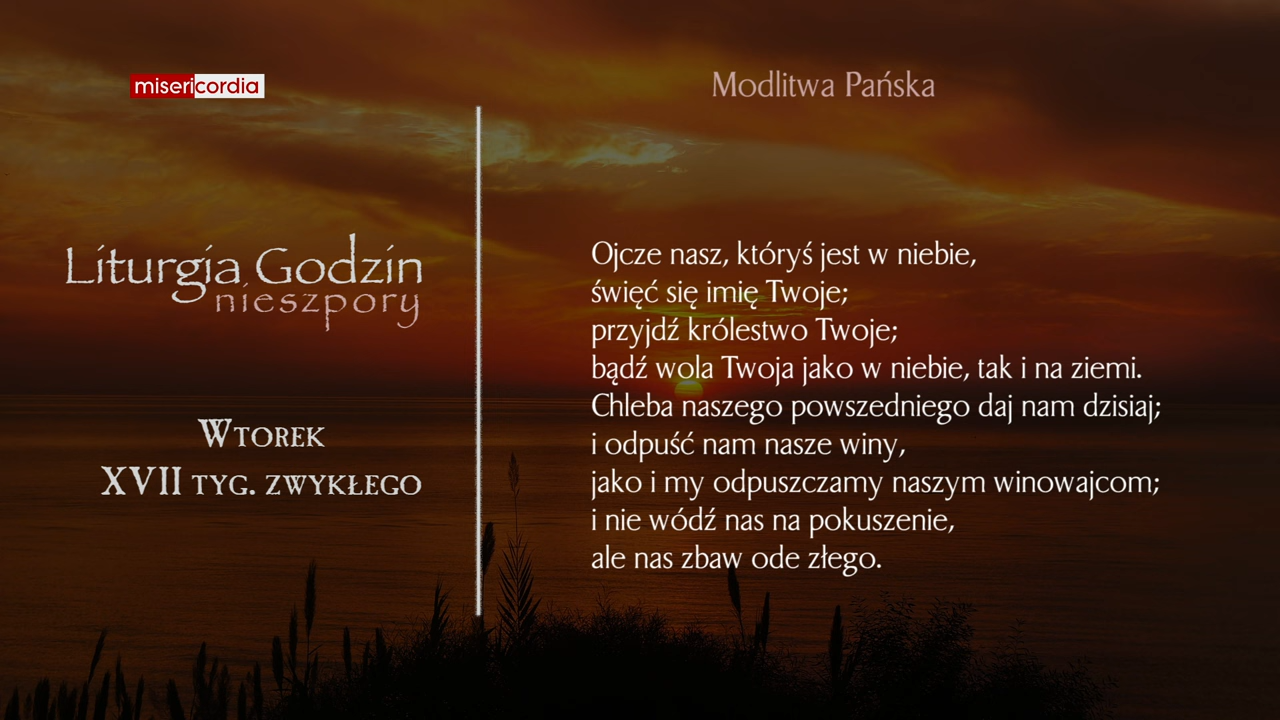 misericordia
Modlitwa Pańska
Liturgia Godzin
nieszpory
Wtorek
XVII tyg. zwykłego
Ojcze nasz, któryś jest w niebie,
święć się imię Twoje;
przyjdź królestwo Twoje;
bądź wola Twoja jako w niebie, tak i na ziemi.
Chleba naszego powszedniego daj nam dzisiaj;
i odpuść nam nasze winy,
jako i my odpuszczamy naszym winowajcom;
i nie wódź nas na pokuszenie,
ale nas zbaw ode złego.